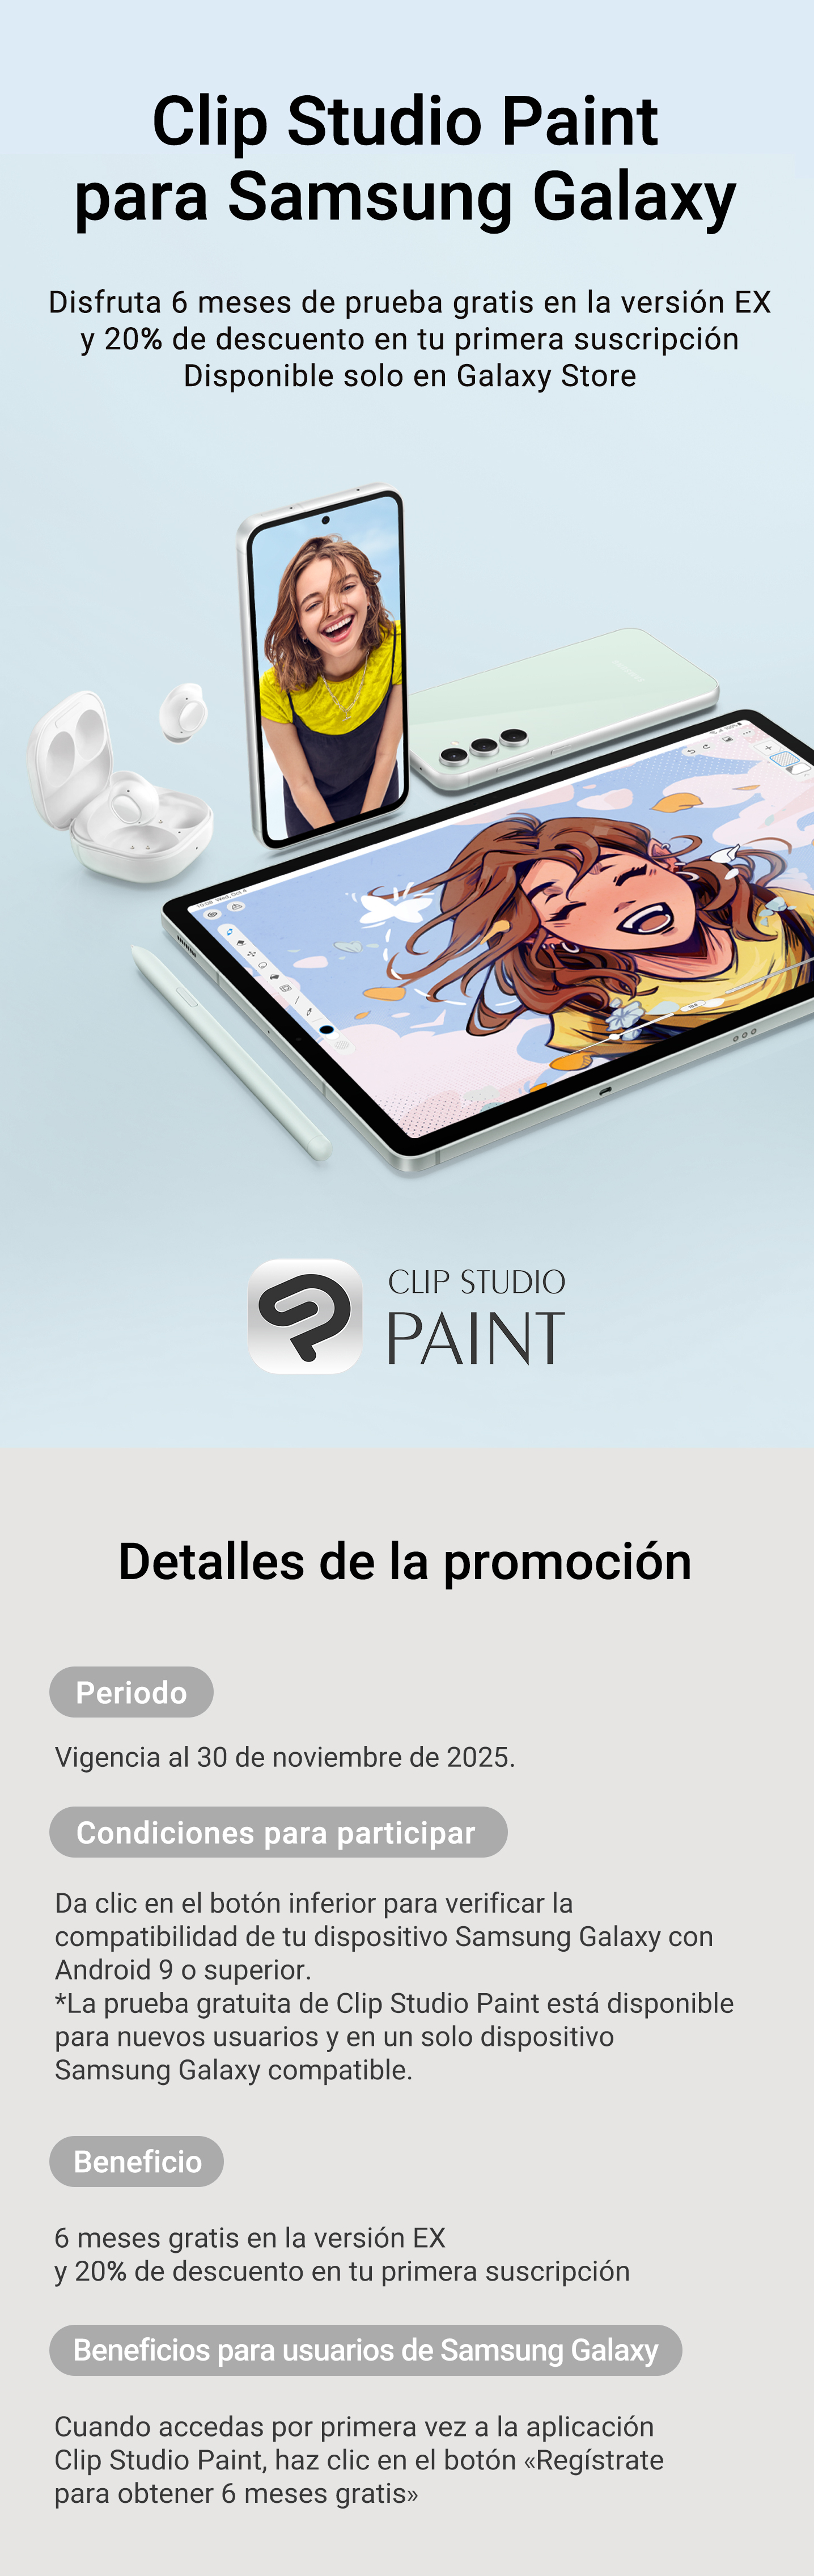 Clip Studio Paint
para Samsung Galaxy
Disfruta 6 meses de prueba gratis en la versión EX
y 20% de descuento en tu primera suscripción
Disponible solo en Galaxy Store
CLIP STUDIO
PAINT
Detalles de la promoción
Periodo
Vigencia al 30 de noviembre de 2025.
Condiciones para participar
Da clic en el botón inferior para verificar la
compatibilidad de tu dispositivo Samsung Galaxy con
Android 9 o superior.
*La prueba gratuita de Clip Studio Paint está disponible
para nuevos usuarios y en un solo dispositivo
Samsung Galaxy compatible.
Beneficio
6 meses gratis en la versión EX
y 20% de descuento en tu primera suscripción
Beneficios para usuarios de Samsung Galaxy
Cuando accedas por primera vez a la aplicación
Clip Studio Paint, haz clic en el botón «Regístrate
para obtener 6 meses gratis»